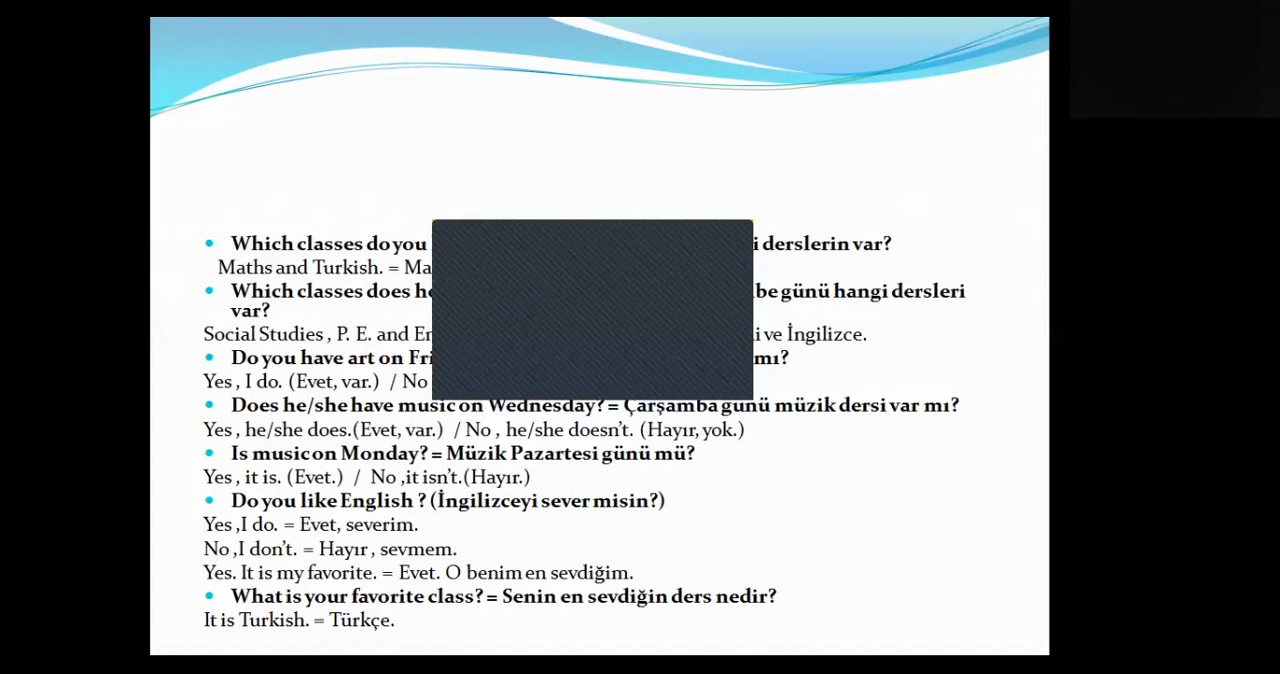 Which classes do you derslerin var?
Maths and Turkish. =
Which classes does günü hangi dersleri
var?
Social Studies , P. E. and ve İngilizce.
Do you have art on mı?
Yes , I do. (Evet, var.) / No
Does he/she have music on Wednesday? = Çarşamba günü müzik dersi var mı?
Yes , he/she does.(Evet, var.) / No , he/she doesn't. (Hayır, yok.)
Is music on Monday? = Müzik Pazartesi günü mü?
Yes , it is. (Evet.) / No ,it isn't.(Hayır.)
Do you like English ? (İngilizceyi sever misin?)
Yes ,I do. = Evet, severim.
No ,I don't. = Hayır , sevmem.
Yes. It is my favorite. = Evet. O benim en sevdiğim.
What is your favorite class? = Senin en sevdiğin ders nedir?
It is Turkish. = Türkçe.